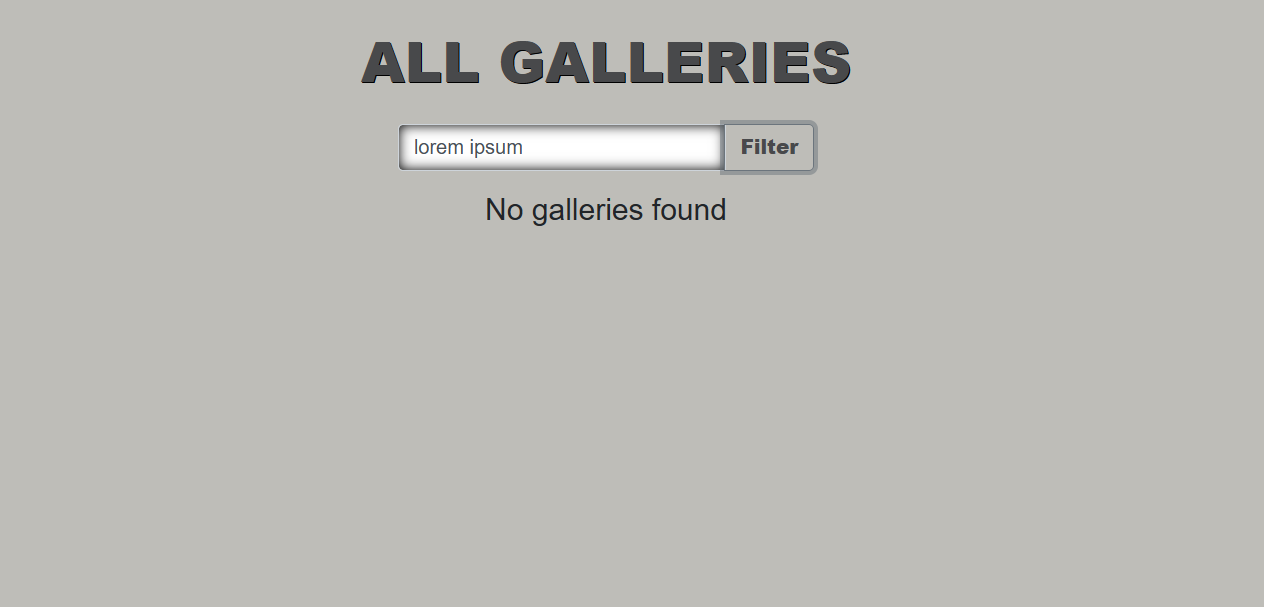 ALL GALLERIES
lorem ipsum
Filter
No galleries found